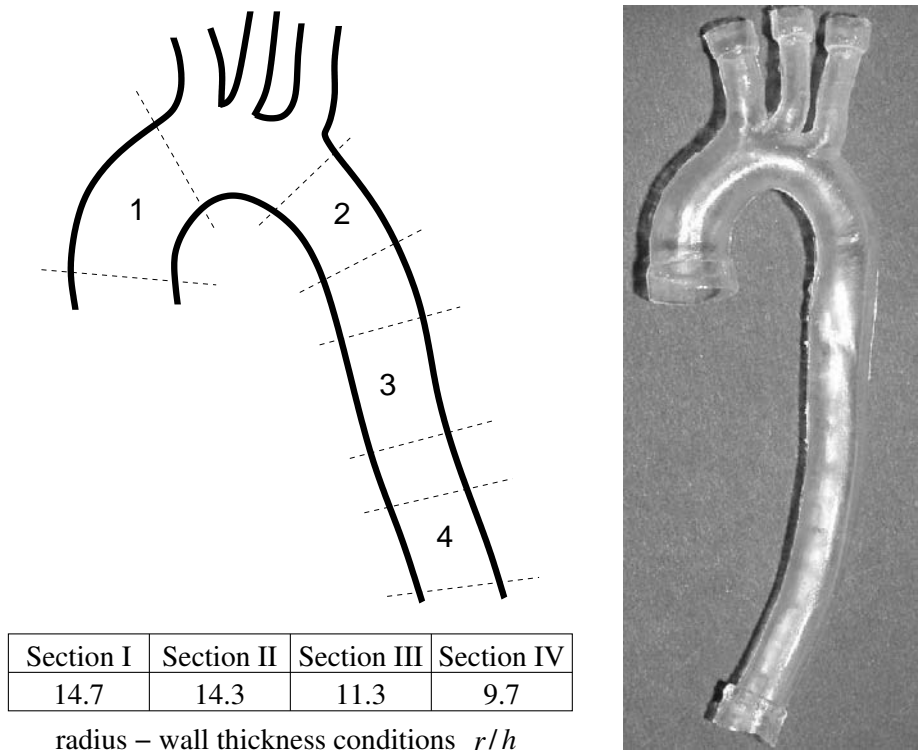 1
2
3
4
Section I Section II Section III Section IV
14.7 14.3 11.3 9.7
radius – wall thickness conditions r/h